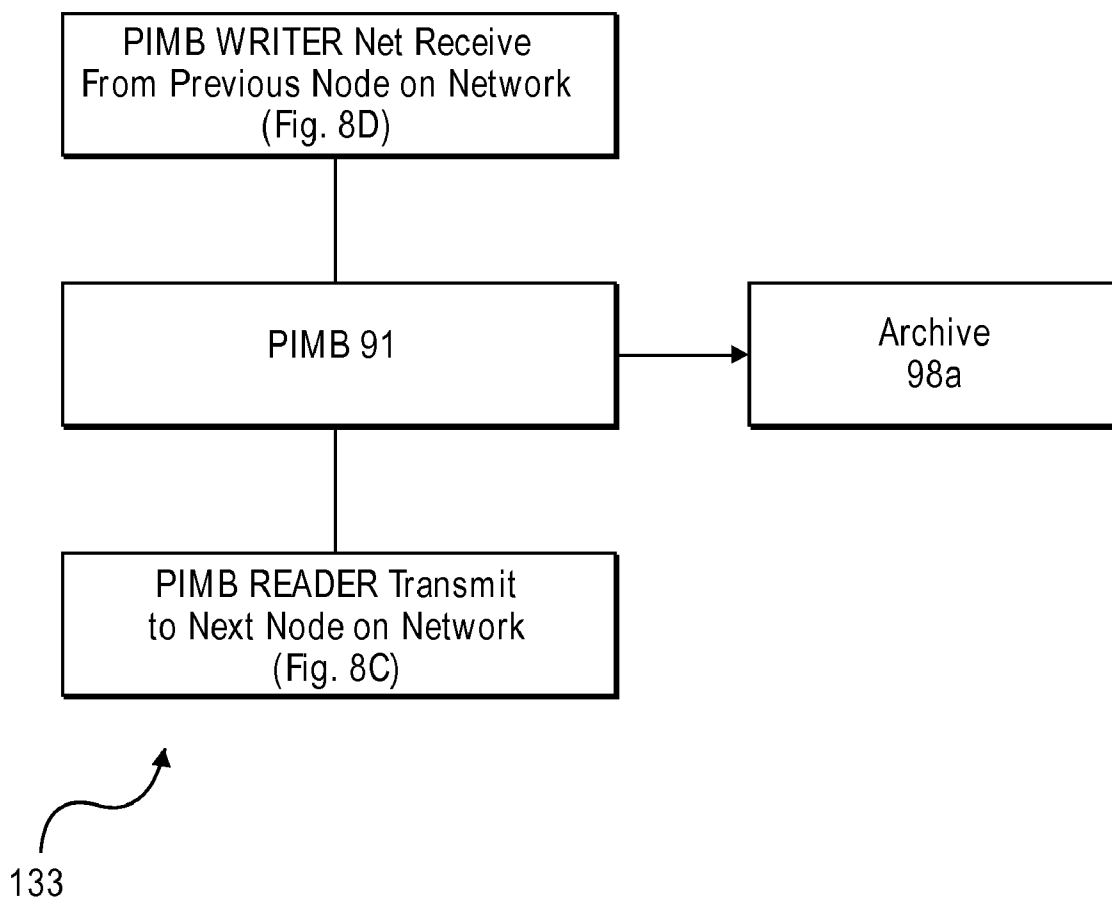 PIMB WRITER Net Receive
From Previous Node on Network
(Fig. 8D)
PIMB 91
Archive
98a
PIMB READER Transmit
to Next Node on Network
(Fig. 8C)
133